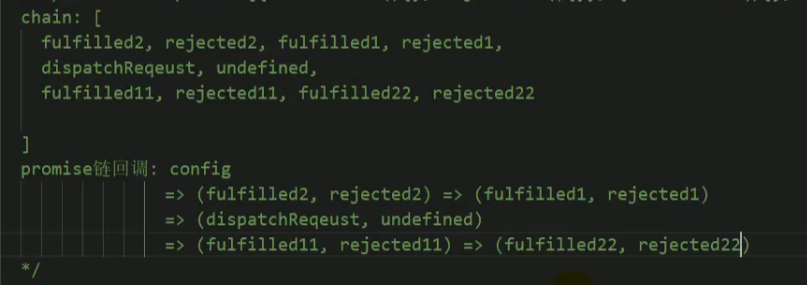 chain: [
fulfilled2, rejected2, fulfilled1, rejected1,
dispatchReqeust, undefined,
fulfilled11, rejected11, fulfilled22, rejected22
]
promise链回调: config
=> (fulfilled2, rejected2) => (fulfilled1, rejected1)
=> (dispatchReqeust, undefined)
=> (fulfilled11, rejected11) => (fulfilled22, rejected22)
*/